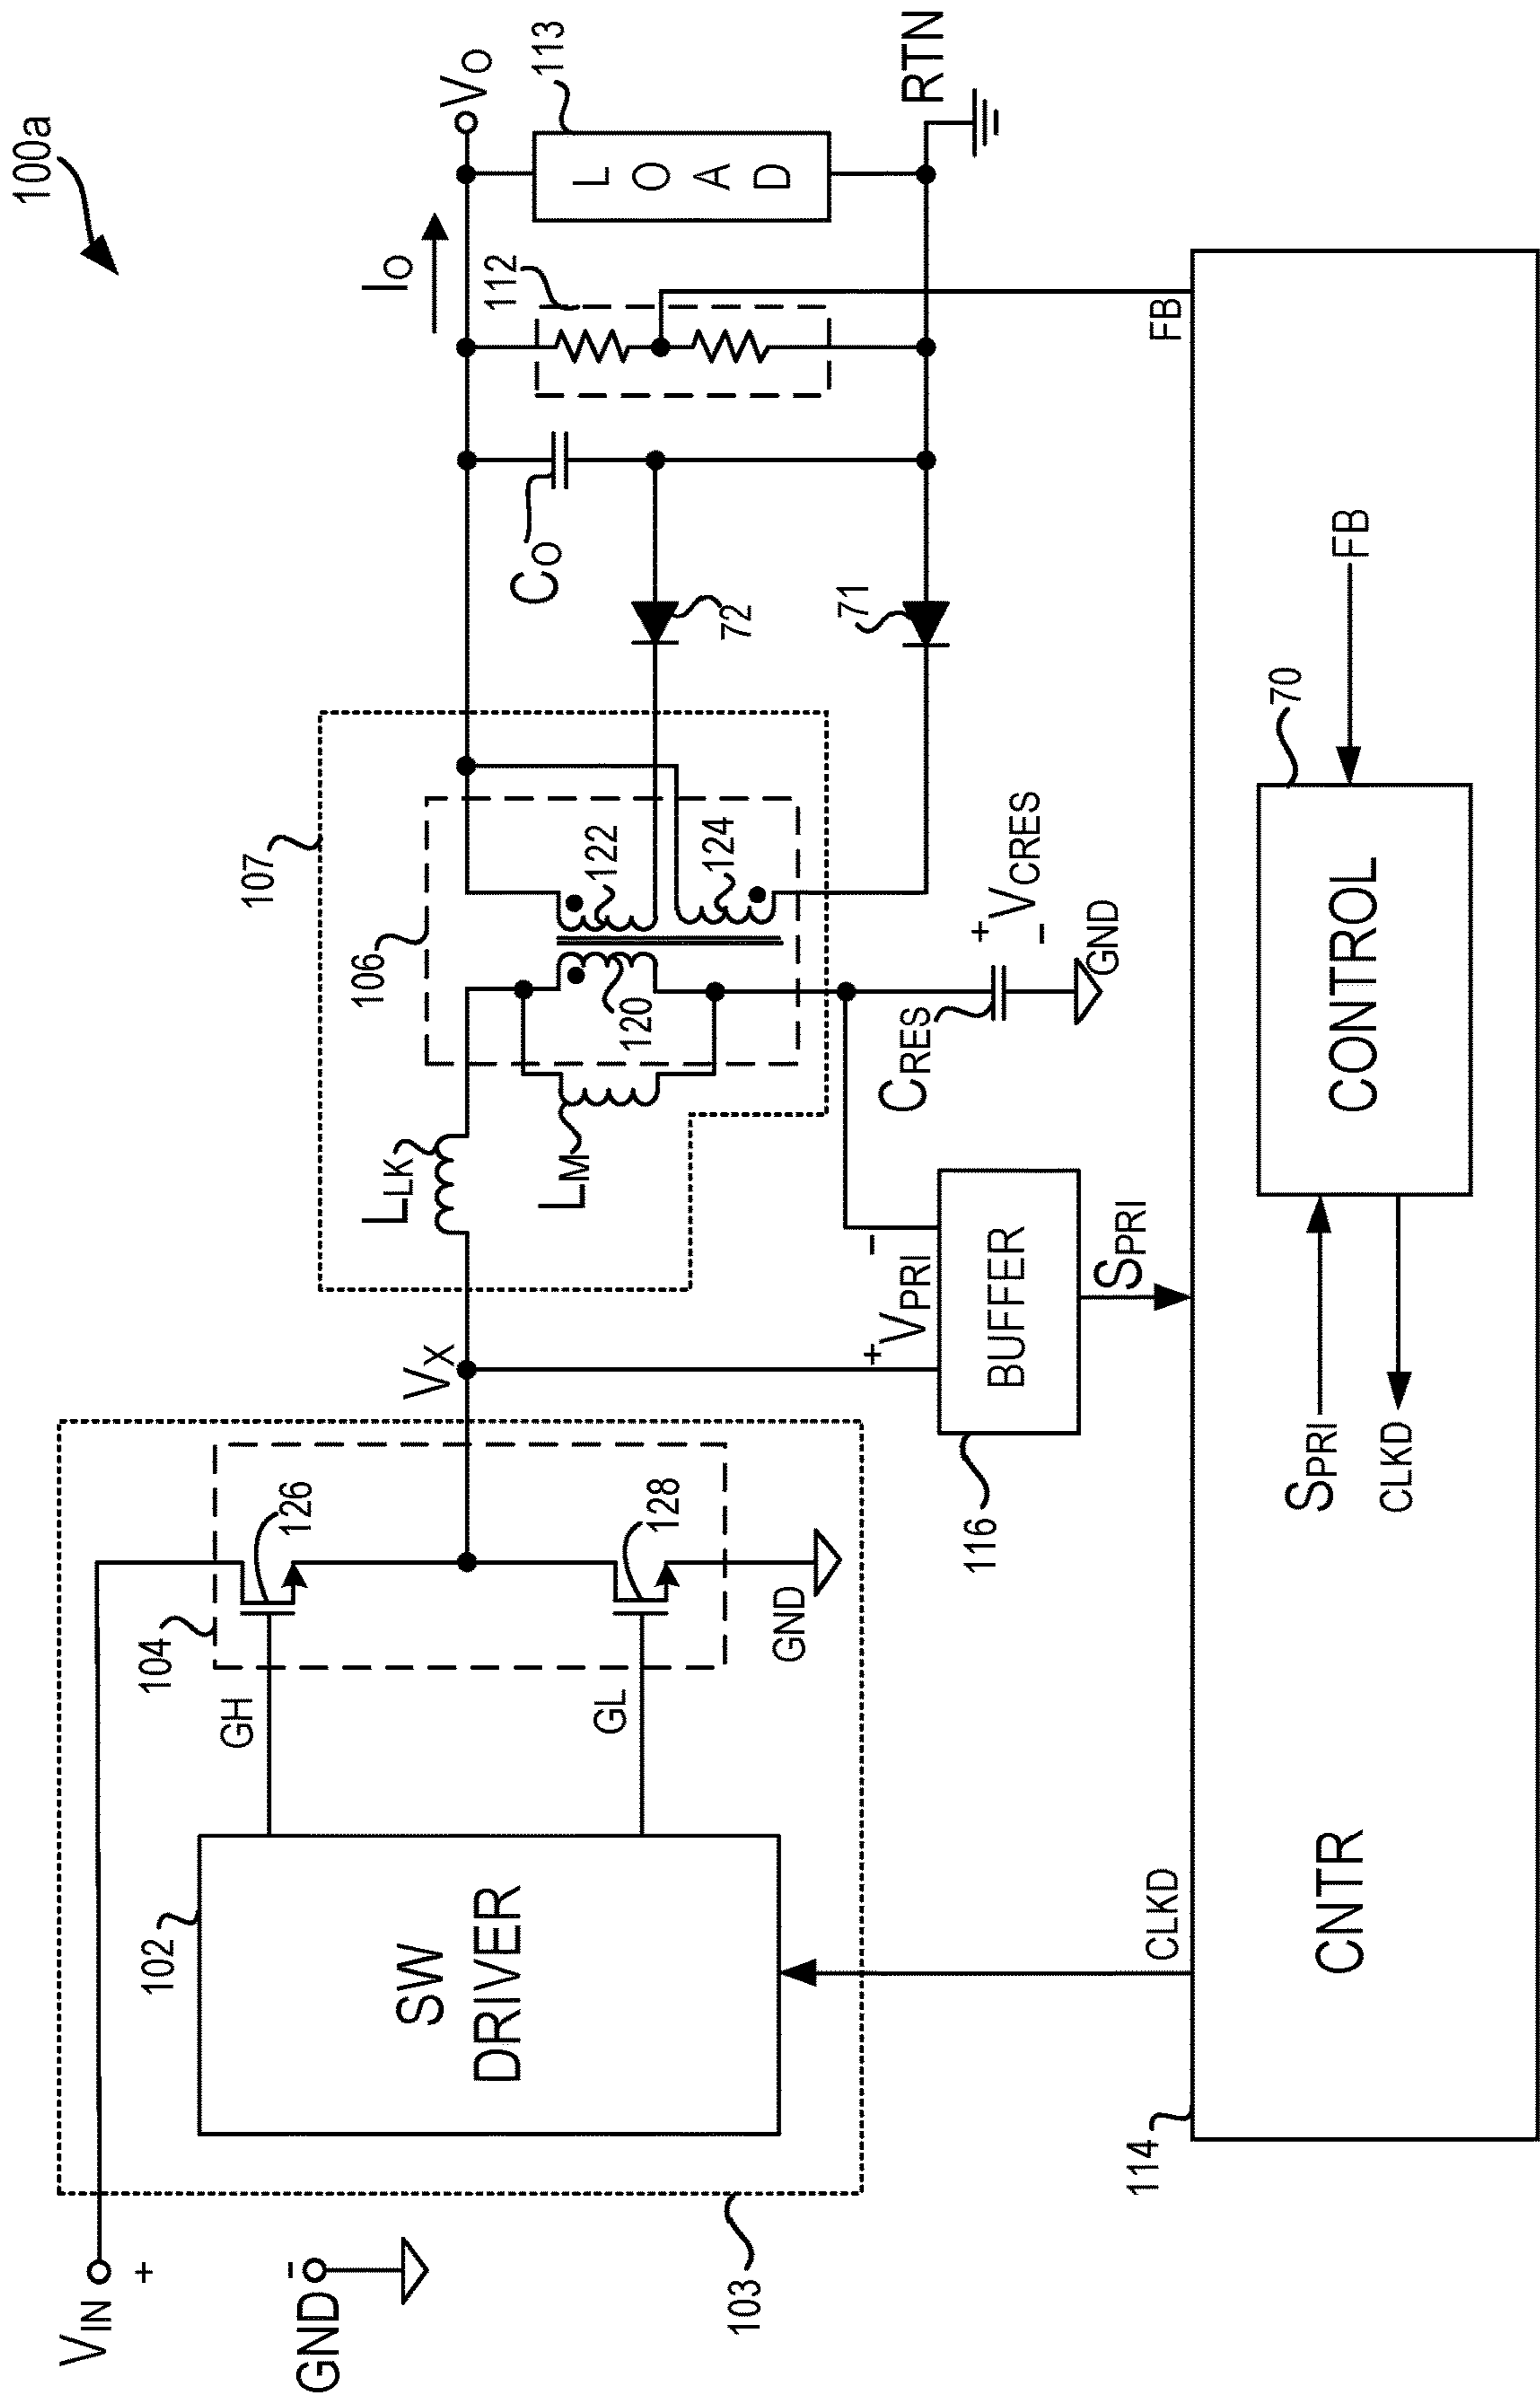 100a
VIN
+
GND
-
103
102
SW
DRIVER
GH
GL
104
126
128
GND
VX
107
LLK
LM
106
120
122
124
CRES
+
VCRES
-
GND
+
VPRI
-
BUFFER
116
SPRI
72
71
CO
IO
112
VO
113
LOAD
RTN
114
CLKD
FB
CNTR
70
CONTROL
SPRI
CLKD
FB